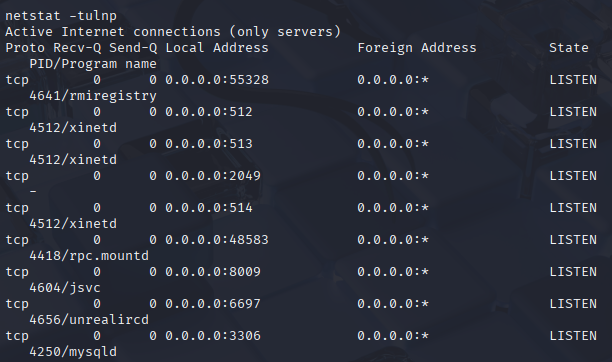 netstat -tulnp
Active Internet connections (only servers)
Proto Recv-Q Send-Q Local Address           Foreign Address         State
   PID/Program name
tcp        0      0 0.0.0.0:55328           0.0.0.0:*               LISTEN
   4641/rmiregistry
tcp        0      0 0.0.0.0:512             0.0.0.0:*               LISTEN
   4512/xinetd
tcp        0      0 0.0.0.0:513             0.0.0.0:*               LISTEN
   4512/xinetd
tcp        0      0 0.0.0.0:2049            0.0.0.0:*               LISTEN
   -
tcp        0      0 0.0.0.0:514             0.0.0.0:*               LISTEN
   4512/xinetd
tcp        0      0 0.0.0.0:48583           0.0.0.0:*               LISTEN
   4418/rpc.mountd
tcp        0      0 0.0.0.0:8009            0.0.0.0:*               LISTEN
   4604/jsvc
tcp        0      0 0.0.0.0:6697            0.0.0.0:*               LISTEN
   4656/unrealircd
tcp        0      0 0.0.0.0:3306            0.0.0.0:*               LISTEN
   4250/mysqld